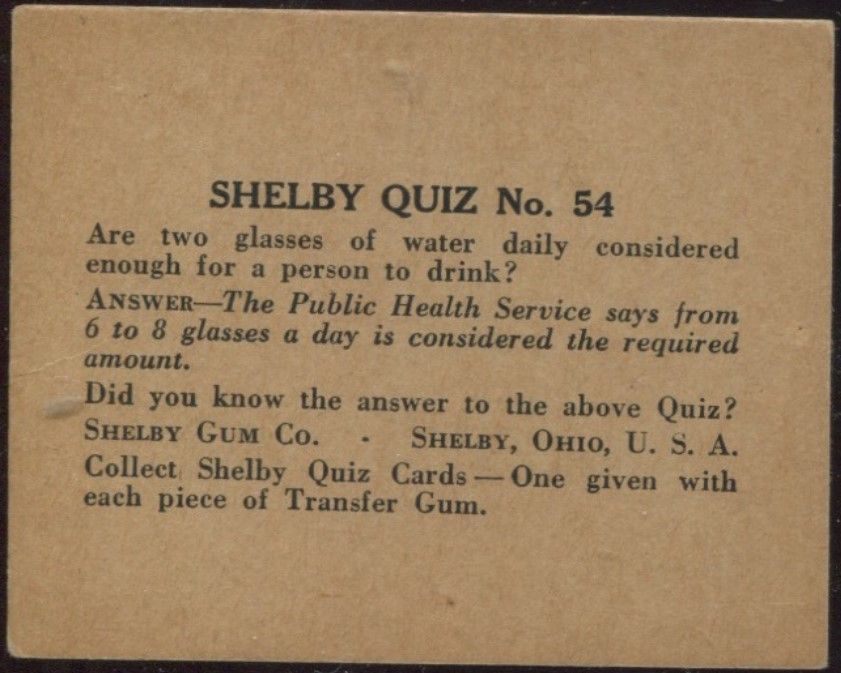 SHELBY QUIZ No. 54
Are two glasses of water daily considered
enough for a person to drink?
ANSWER—The Public Health Service says from
6 to 8 glasses a day is considered the required
amount.
Did you know the answer to the above Quiz?
SHELBY GUM CO. - SHELBY, OHIO, U. S. A.
Collect Shelby Quiz Cards — One given with
each piece of Transfer Gum.